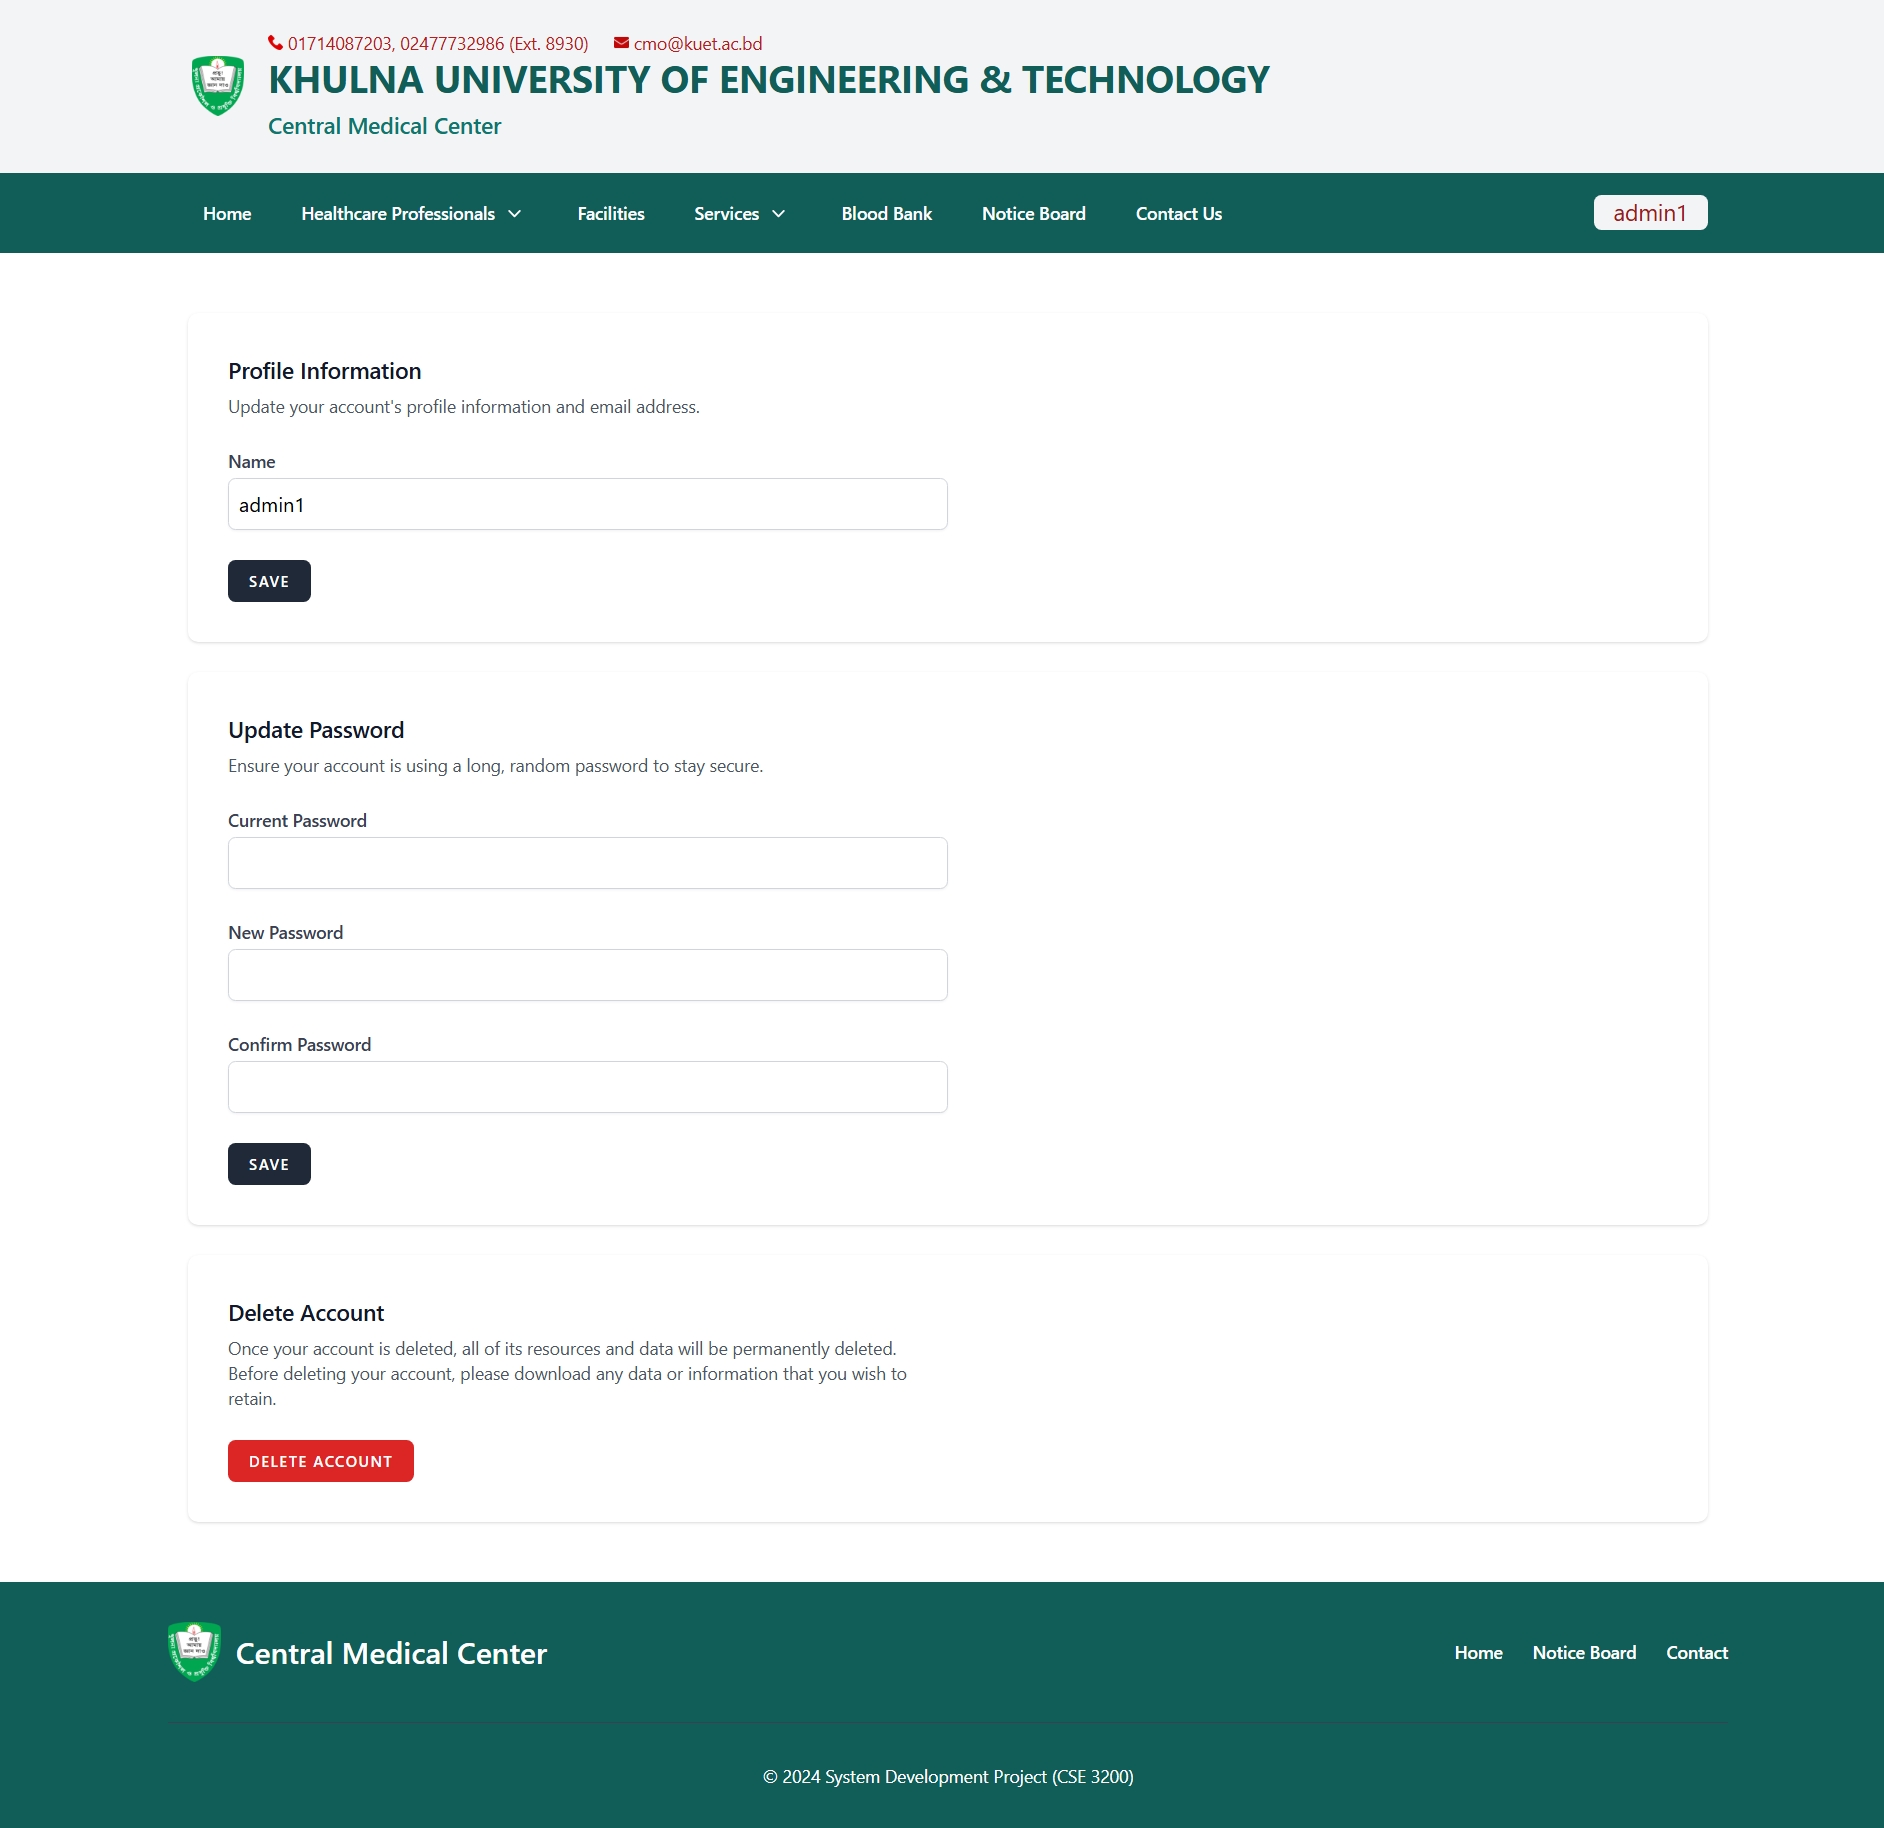 01714087203, 02477732986 (Ext. 8930) cmo@kuet.ac.bd
KHULNA UNIVERSITY OF ENGINEERING & TECHNOLOGY
Central Medical Center
Home Healthcare Professionals Facilities Services Blood Bank Notice Board Contact Us admin1
Profile Information
Update your account's profile information and email address.
Name
admin1
SAVE
Update Password
Ensure your account is using a long, random password to stay secure.
Current Password
New Password
Confirm Password
SAVE
Delete Account
Once your account is deleted, all of its resources and data will be permanently deleted.
Before deleting your account, please download any data or information that you wish to
retain.
DELETE ACCOUNT
Central Medical Center
Home Notice Board Contact
© 2024 System Development Project (CSE 3200)